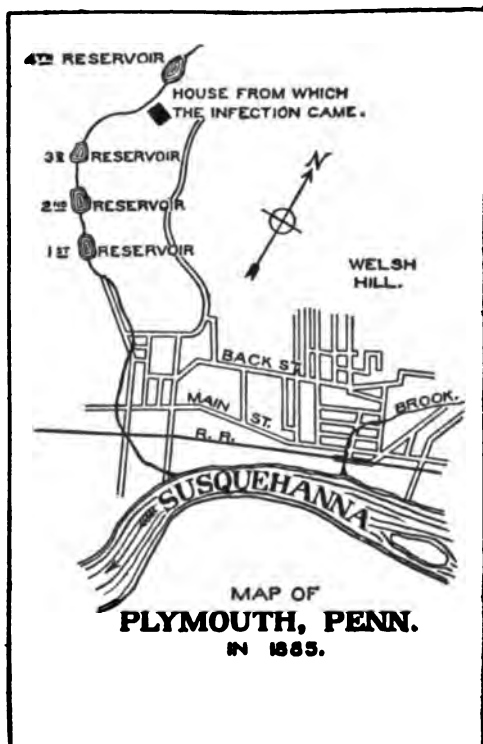 4TH RESERVOIR
HOUSE FROM WHICH
THE INFECTION CAME.
3R RESERVOIR
2ND RESERVOIR
1ST RESERVOIR
N
WELSH
HILL.
BACK ST.
MAIN ST.
BROOK.
R. R.
SUSQUEHANNA
MAP OF
PLYMOUTH, PENN.
IN 1885.